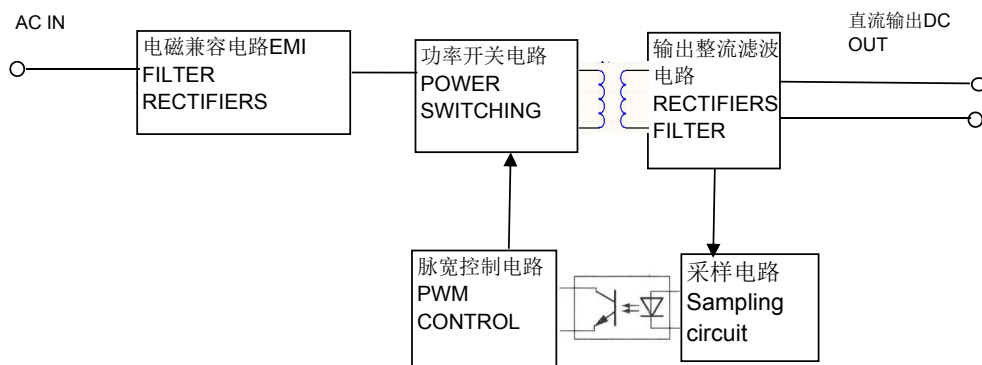 AC IN
直流输出DC
OUT
电磁兼容电路EMI
FILTER
RECTIFIERS
功率开关电路
POWER
SWITCHING
输出整流滤波
电路
RECTIFIERS
FILTER
脉宽控制电路
PWM
CONTROL
采样电路
Sampling
circuit